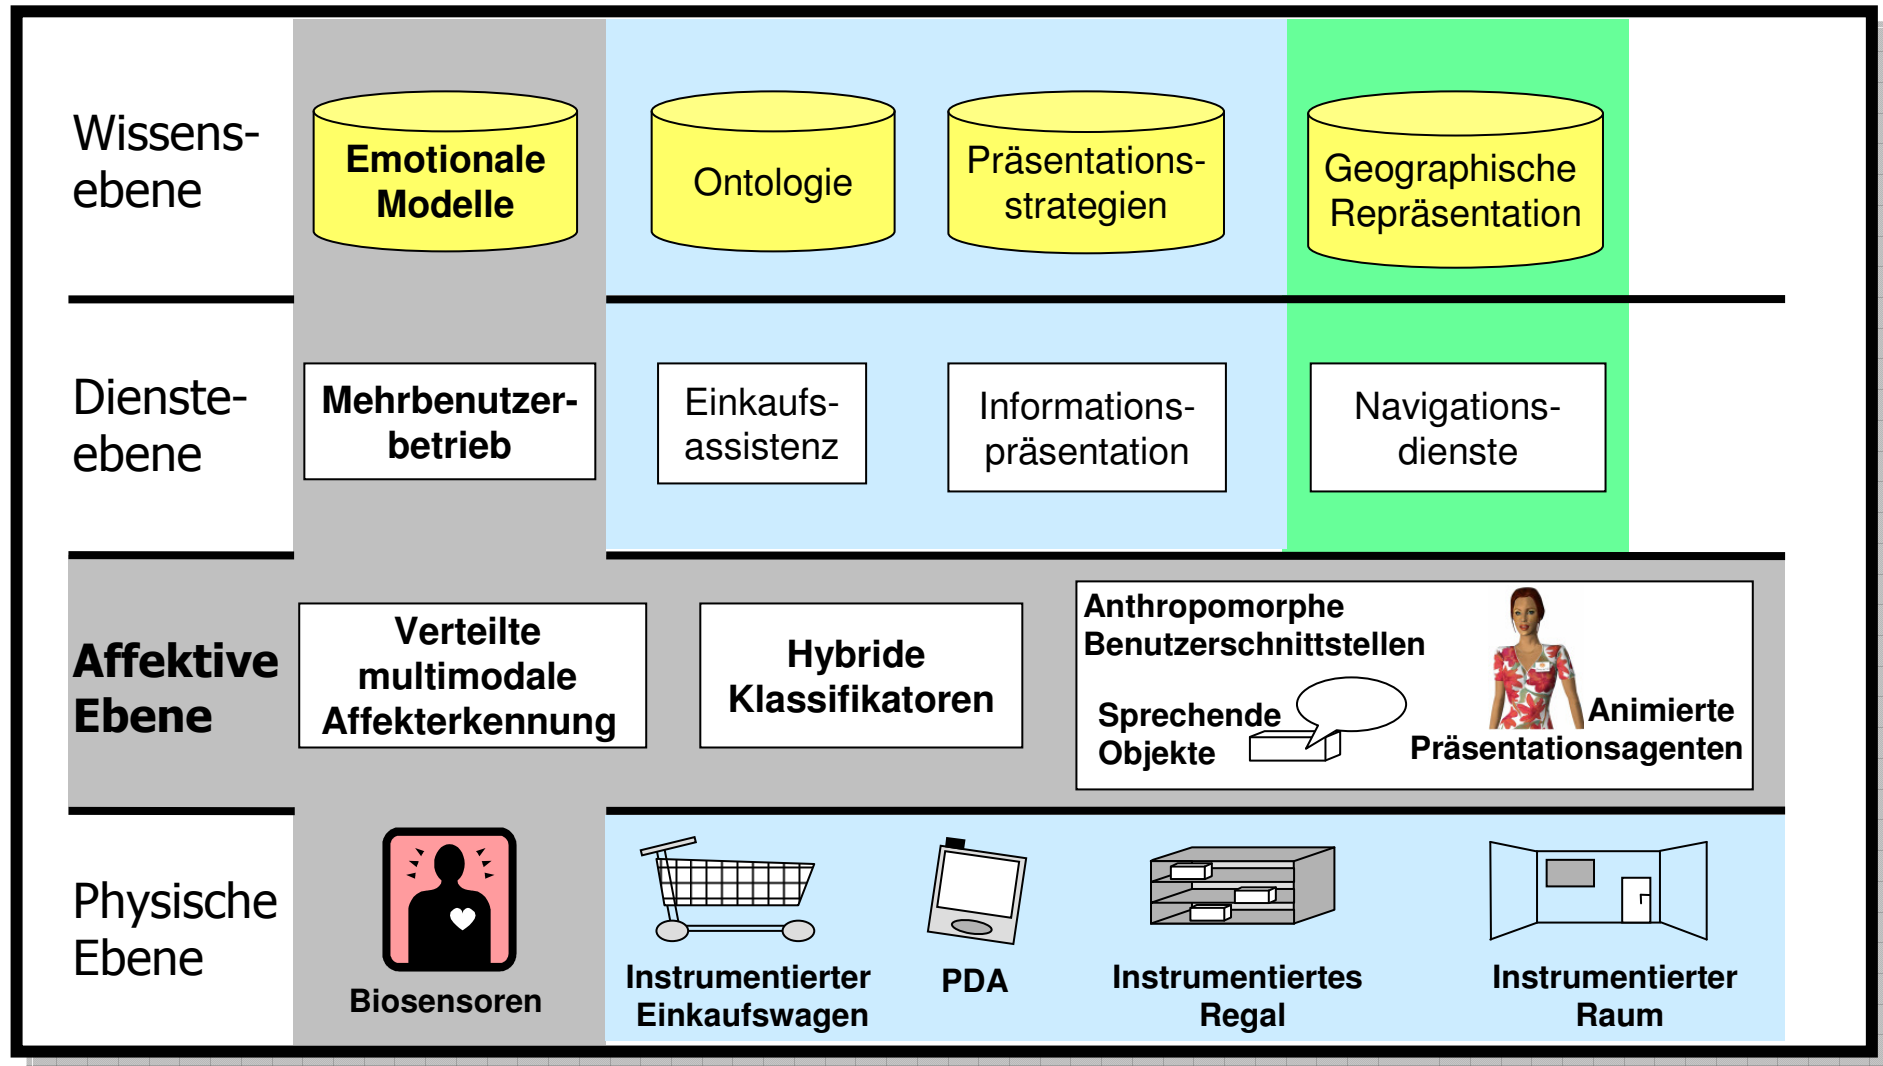 Wissens-
ebene
Emotionale
Modelle
Ontologie
Präsentations-
strategien
Geographische
Repräsentation
Dienste-
ebene
Mehrbenutzer-
betrieb
Einkaufs-
assistenz
Informations-
präsentation
Navigations-
dienste
Affektive
Ebene
Verteilte
multimodale
Affekterkennung
Hybride
Klassifikatoren
Anthropomorphe
Benutzerschnittstellen
Sprechende
Objekte
Animierte
Präsentationsagenten
Physische
Ebene
Biosensoren
Instrumentierter
Einkaufswagen
PDA
Instrumentiertes
Regal
Instrumentierter
Raum